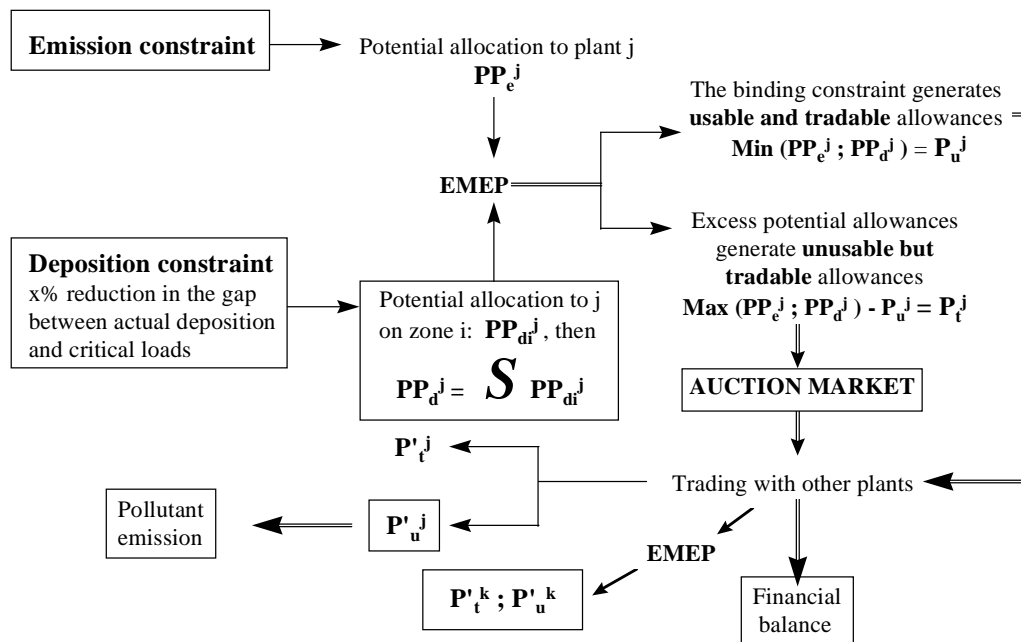 Emission constraint
Potential allocation to plant j
PP_e^j
The binding constraint generates
usable and tradable allowances
Min (PP_e^j ; PP_d^j ) = P_u^j
EMEP
Excess potential allowances
generate unusable but
tradable allowances
Max (PP_e^j ; PP_d^j ) - P_u^j = P_t^j
Deposition constraint
x% reduction in the gap
between actual deposition
and critical loads
Potential allocation to j
on zone i: PP_di^j , then
PP_d^j = S PP_di^j
AUCTION MARKET
P'_t^j
Trading with other plants
Pollutant
emission
P'_u^j
EMEP
P'_t^k ; P'_u^k
Financial
balance